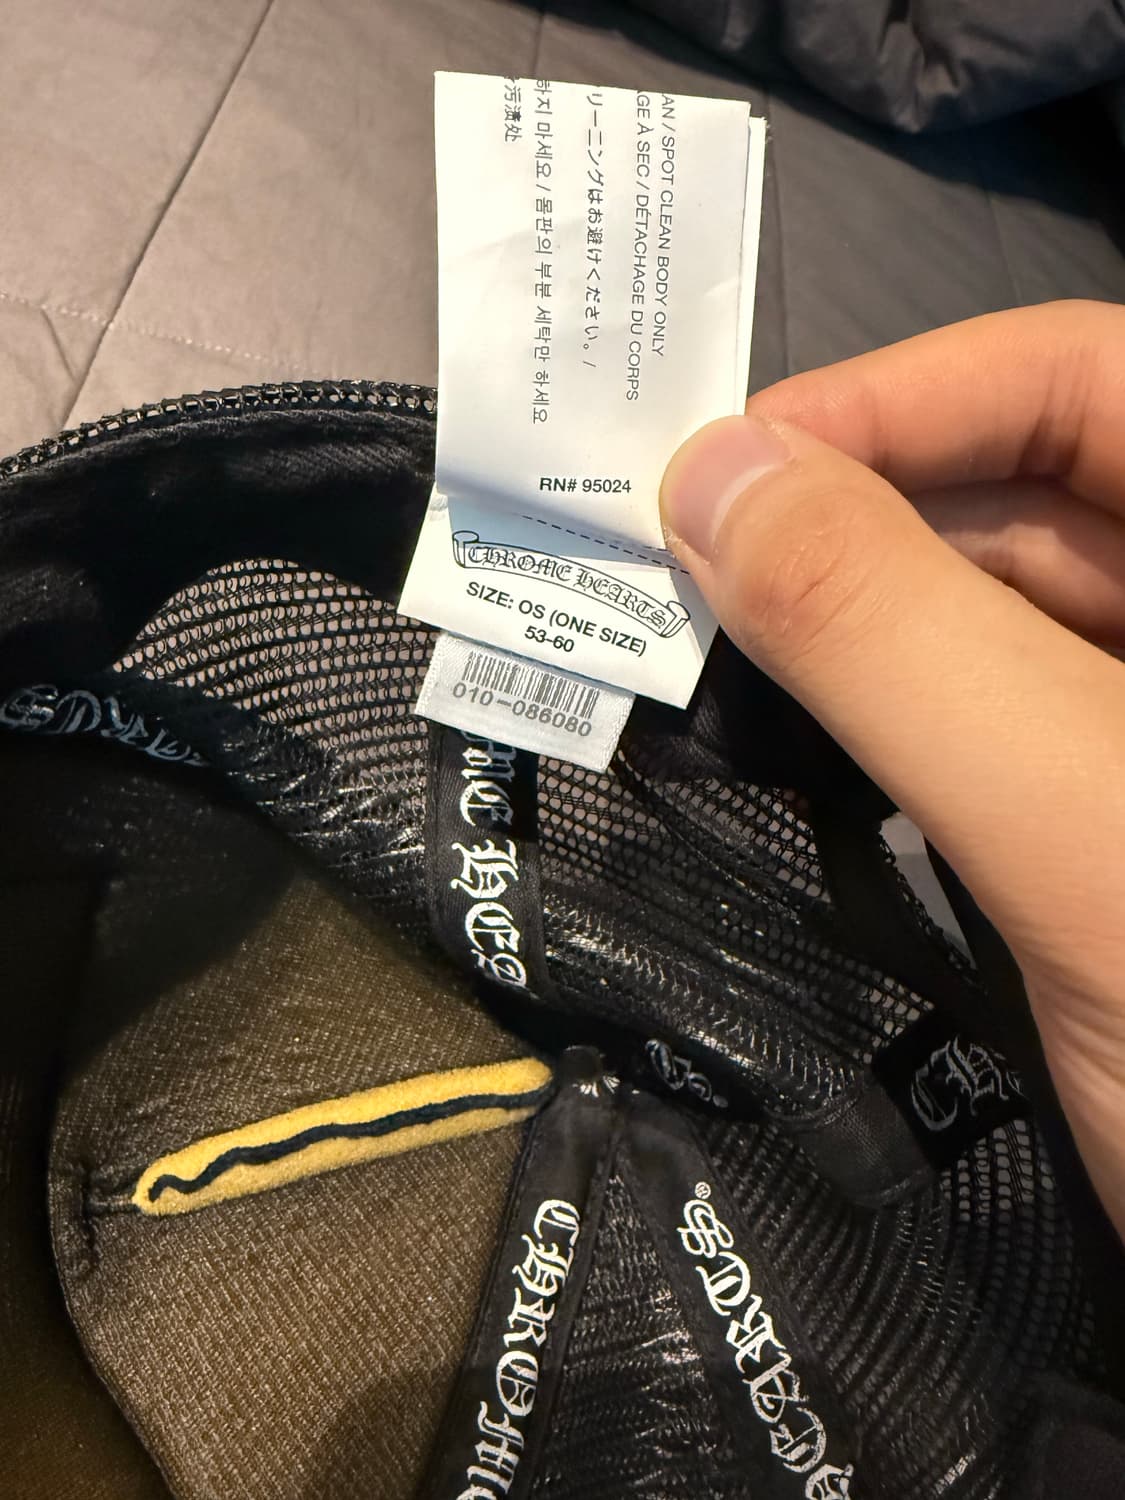 AN / SPOT CLEAN BODY ONLY
GE À SEC / DÉTACHAGE DU CORPS
リーニングはお避けください。 /
하지 마세요 / 몸판의 부분 세탁만 하세요
污渍处
RN# 95024
CHROME HEARTS
SIZE: OS (ONE SIZE)
53-60
010-086080
CHROM